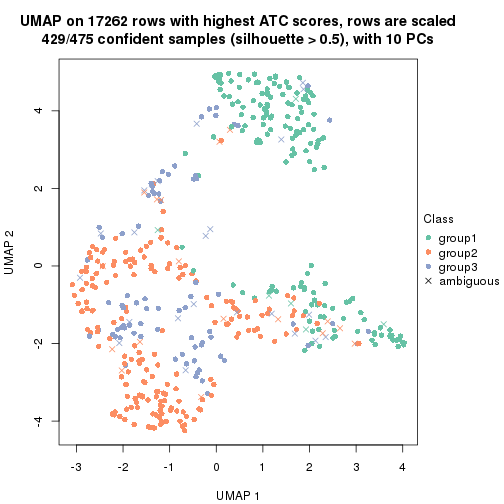 UMAP on 17262 rows with highest ATC scores, rows are scaled
429/475 confident samples (silhouette > 0.5), with 10 PCs
4
2
0
-2
-4
UMAP 2
-3 -2 -1 0 1 2 3 4
UMAP 1
Class
group1
group2
group3
ambiguous